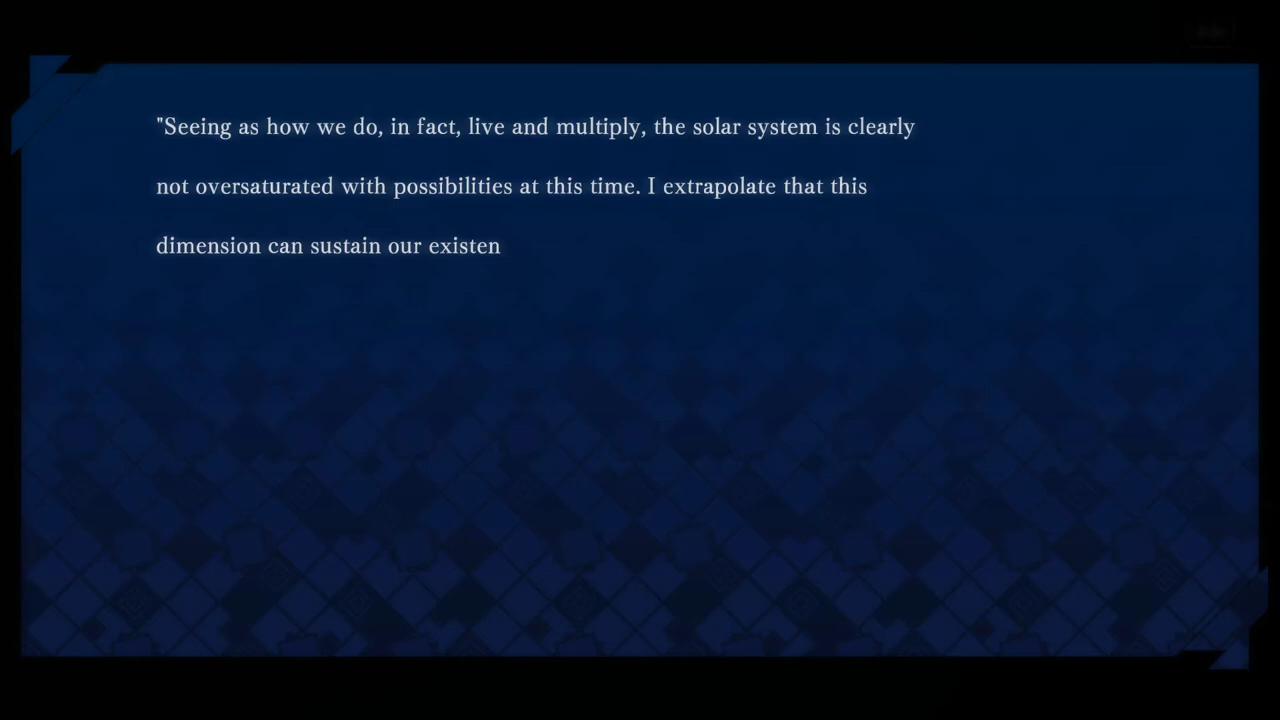 "Seeing as how we do, in fact, live and multiply, the solar system is clearly
not oversaturated with possibilities at this time. I extrapolate that this
dimension can sustain our existen